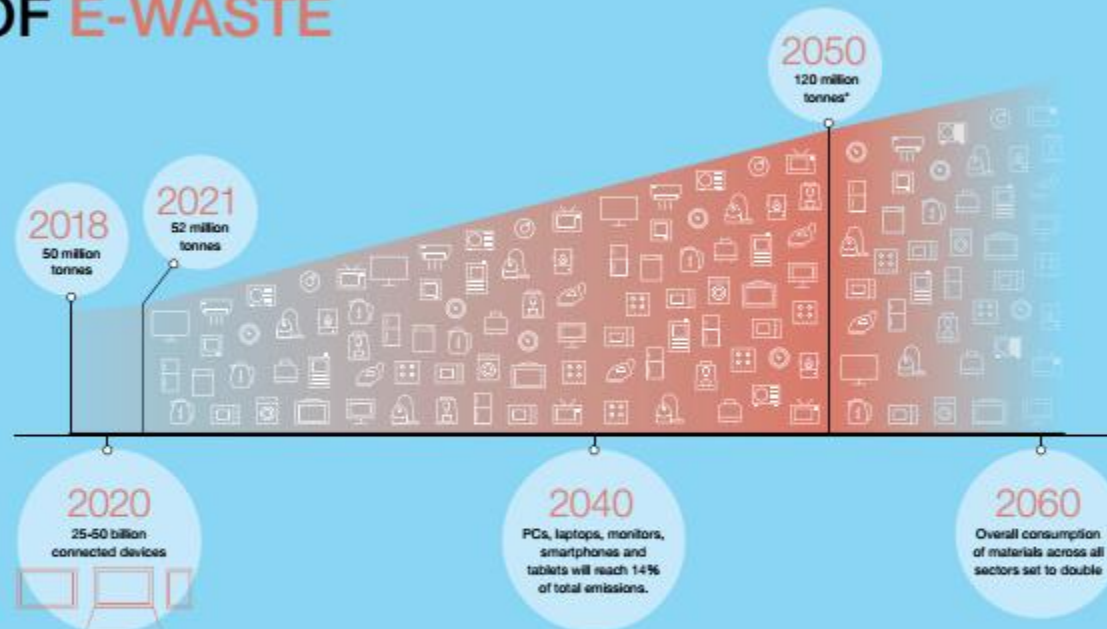 OF E-WASTE
2050
120 million
tonnes*
2021
52 million
tonnes
2018
50 million
tonnes
2020
25-50 billion
connected devices
2040
PCs, laptops, monitors,
smartphones and
tablets will reach 14%
of total emissions.
2060
Overall consumption
of materials across all
sectors set to double